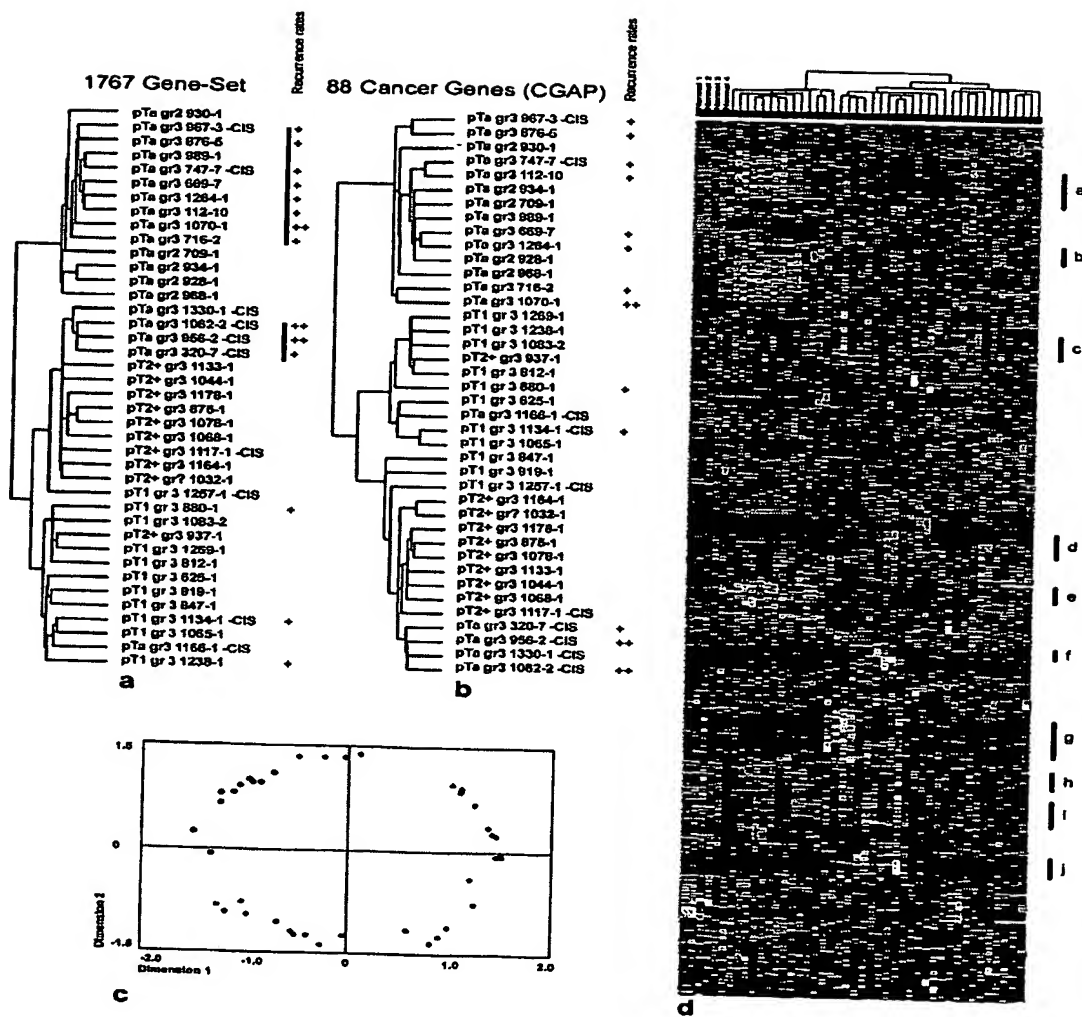 1767 Gene-Set
Recurrence rates
pTa gr2 930-1
pTa gr3 967-3 -CIS +
pTa gr3 876-5 +
pTa gr3 989-1
pTa gr3 747-7 -CIS +
pTa gr3 669-7 +
pTa gr3 1264-1 +
pTa gr3 112-10 +
pTa gr3 1070-1 ++
pTa gr3 716-2 +
pTa gr2 709-1
pTa gr2 934-1
pTa gr2 928-1
pTa gr2 968-1
pTa gr3 1330-1 -CIS
pTa gr3 1062-2 -CIS ++
pTa gr3 956-2 -CIS ++
pTa gr3 320-7 -CIS +
pT2+ gr3 1133-1
pT2+ gr3 1044-1
pT2+ gr3 1178-1
pT2+ gr3 875-1
pT2+ gr3 1078-1
pT2+ gr3 1068-1
pT2+ gr3 1117-1 -CIS
pT2+ gr3 1164-1
pT2+ gr? 1032-1
pT1 gr 3 1257-1 -CIS
pT1 gr 3 880-1 +
pT1 gr 3 1083-2
pT2+ gr3 937-1
pT1 gr 3 1269-1
pT1 gr 3 812-1
pT1 gr 3 625-1
pT1 gr 3 819-1
pT1 gr 3 847-1
pT1 gr 3 1134-1 -CIS +
pT1 gr 3 1065-1
pTa gr3 1166-1 -CIS
pT1 gr 3 1238-1 +
a
88 Cancer Genes (CGAP)
Recurrence rates
pTa gr3 967-3 -CIS +
pTa gr3 876-5 +
pTa gr2 930-1
pTa gr3 747-7 -CIS +
pTa gr3 112-10 +
pTa gr2 934-1
pTa gr2 709-1
pTa gr3 989-1
pTa gr3 669-7 +
pTa gr3 1264-1 +
pTa gr2 928-1
pTa gr2 968-1
pTa gr3 716-2 +
pTa gr3 1070-1 ++
pT1 gr 3 1269-1
pT1 gr 3 1238-1
pT1 gr 3 1083-2
pT2+ gr3 937-1
pT1 gr 3 812-1
pT1 gr 3 880-1 +
pT1 gr 3 625-1
pTa gr3 1166-1 -CIS
pT1 gr 3 1134-1 -CIS +
pT1 gr 3 1065-1
pT1 gr 3 847-1
pT1 gr 3 919-1
pT1 gr 3 1257-1 -CIS
pT2+ gr3 1164-1
pT2+ gr? 1032-1
pT2+ gr3 1178-1
pT2+ gr3 875-1
pT2+ gr3 1078-1
pT2+ gr3 1133-1
pT2+ gr3 1044-1
pT2+ gr3 1068-1
pT2+ gr3 1117-1 -CIS
pTa gr3 320-7 -CIS +
pTa gr3 956-2 -CIS ++
pTa gr3 1330-1 -CIS
pTa gr3 1062-2 -CIS ++
b
1.5
0
-1.5
Dimension 2
-2.0 -1.0 0 1.0 2.0
Dimension 1
c
a
b
c
d
e
f
g
h
i
j
d